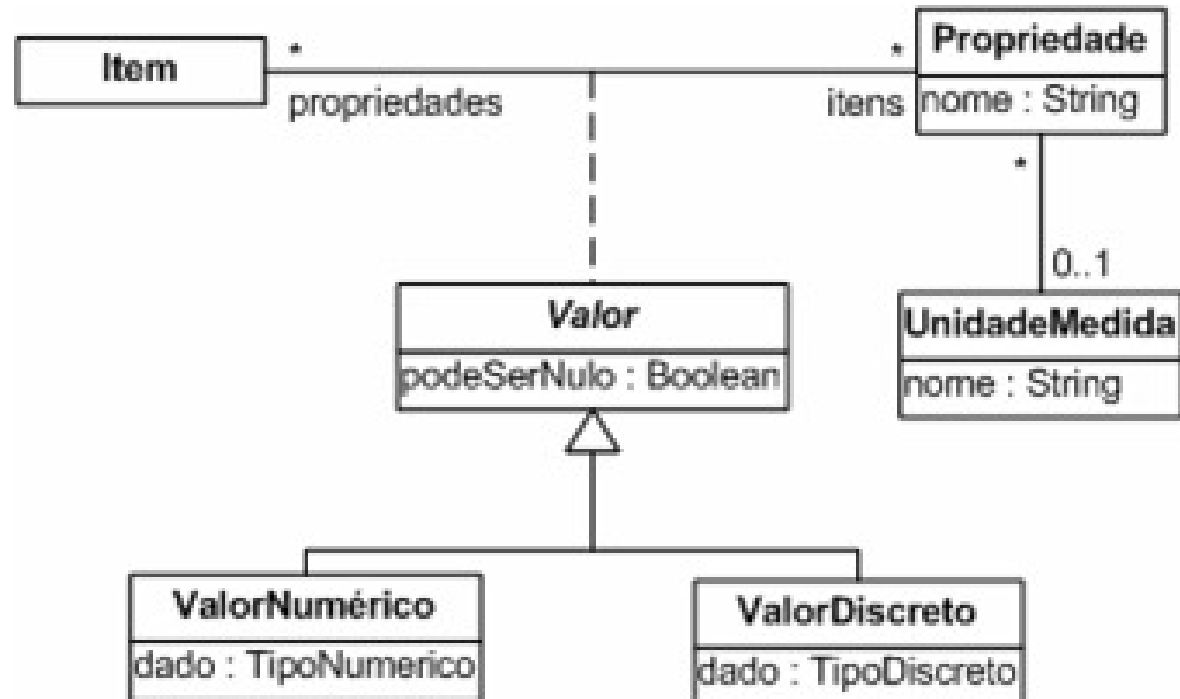 Item
*
propriedades
*
itens
Propriedade
nome : String
*
0..1
UnidadeMedida
nome : String
Valor
podeSerNulo : Boolean
ValorNumérico
dado : TipoNumerico
ValorDiscreto
dado : TipoDiscreto